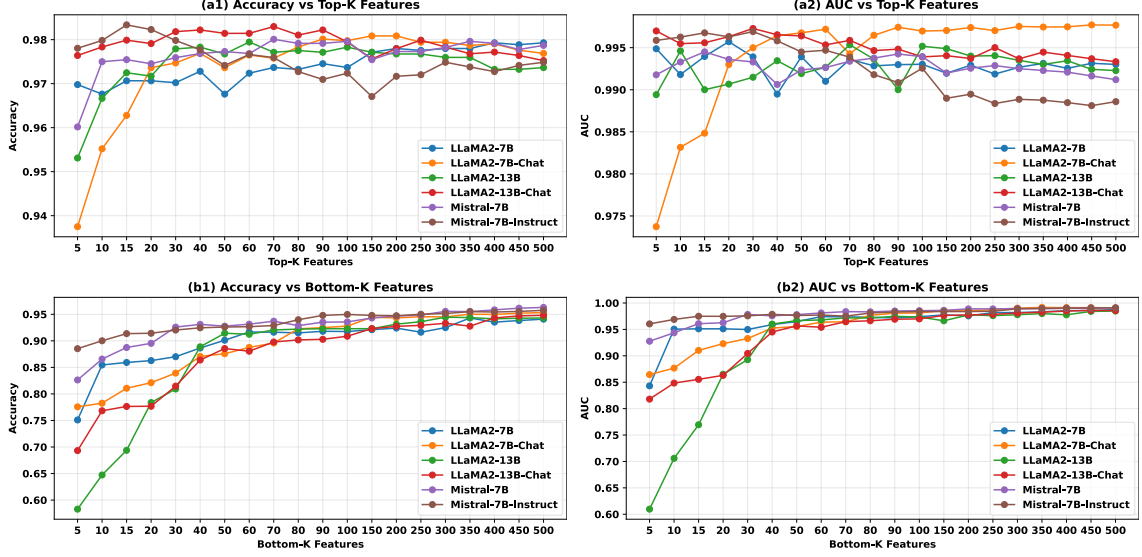 (a1) Accuracy vs Top-K Features
0.98
0.97
0.96
0.95
0.94
Accuracy
5 10 15 20 30 40 50 60 70 80 90 100 150 200 250 300 350 400 450 500
Top-K Features
LLaMA2-7B
LLaMA2-7B-Chat
LLaMA2-13B
LLaMA2-13B-Chat
Mistral-7B
Mistral-7B-Instruct
(a2) AUC vs Top-K Features
0.995
0.990
0.985
0.980
0.975
AUC
5 10 15 20 30 40 50 60 70 80 90 100 150 200 250 300 350 400 450 500
Top-K Features
LLaMA2-7B
LLaMA2-7B-Chat
LLaMA2-13B
LLaMA2-13B-Chat
Mistral-7B
Mistral-7B-Instruct
(b1) Accuracy vs Bottom-K Features
0.95
0.90
0.85
0.80
0.75
0.70
0.65
0.60
Accuracy
5 10 15 20 30 40 50 60 70 80 90 100 150 200 250 300 350 400 450 500
Bottom-K Features
LLaMA2-7B
LLaMA2-7B-Chat
LLaMA2-13B
LLaMA2-13B-Chat
Mistral-7B
Mistral-7B-Instruct
(b2) AUC vs Bottom-K Features
1.00
0.95
0.90
0.85
0.80
0.75
0.70
0.65
0.60
AUC
5 10 15 20 30 40 50 60 70 80 90 100 150 200 250 300 350 400 450 500
Bottom-K Features
LLaMA2-7B
LLaMA2-7B-Chat
LLaMA2-13B
LLaMA2-13B-Chat
Mistral-7B
Mistral-7B-Instruct